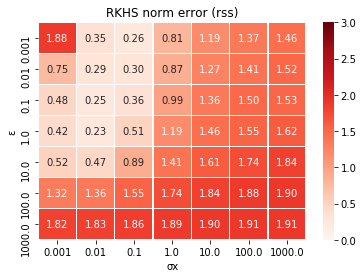 RKHS norm error (rss)
0.001 1.88 0.35 0.26 0.81 1.19 1.37 1.46
0.01 0.75 0.29 0.30 0.87 1.27 1.41 1.52
0.1 0.48 0.25 0.36 0.99 1.36 1.50 1.53
1.0 0.42 0.23 0.51 1.19 1.46 1.55 1.62
10.0 0.52 0.47 0.89 1.41 1.61 1.74 1.84
100.0 1.32 1.36 1.55 1.74 1.84 1.88 1.90
1000.0 1.82 1.83 1.86 1.89 1.90 1.91 1.91
0.001 0.01 0.1 1.0 10.0 100.0 1000.0
σx
ε
3.0
2.5
2.0
1.5
1.0
0.5
0.0